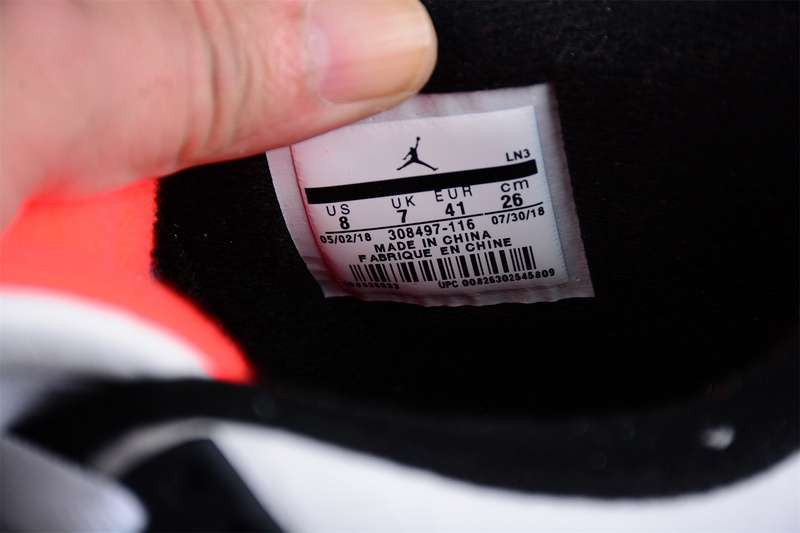 LN3
US UK EUR cm
8 7 41 26
05/02/18 308497-116 07/30/18
MADE IN CHINA
FABRIQUE EN CHINE
UPC 00826302545809